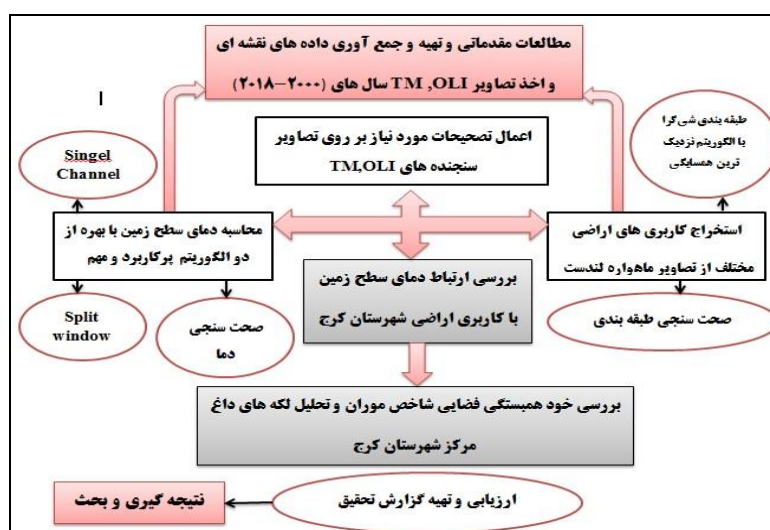 مطالعات مقدماتی و تهیه و جمع آوری داده های نقشه ای
و اخذ تصاویر TM ,OLI سال های (۲۰۰۰–۲۰۱۸)
اعمال تصحیحات مورد نیاز بر روی تصاویر
سنجنده های TM,OLI
طبقه بندی شی گرا
با الگوریتم نزدیک
ترین همسایگی
Singel
Channel
استخراج کاربری های اراضی
مختلف از تصاویر ماهواره لندست
محاسبه دمای سطح زمین با بهره از
دو الگوریتم پرکاربرد و مهم
بررسی ارتباط دمای سطح زمین
با کاربری اراضی شهرستان کرج
صحت سنجی طبقه بندی
صحت سنجی
دما
Split
window
بررسی خود همبستگی فضایی شاخص موران و تحلیل لکه های داغ
مرکز شهرستان کرج
ارزیابی و تهیه گزارش تحقیق
نتیجه گیری و بحث